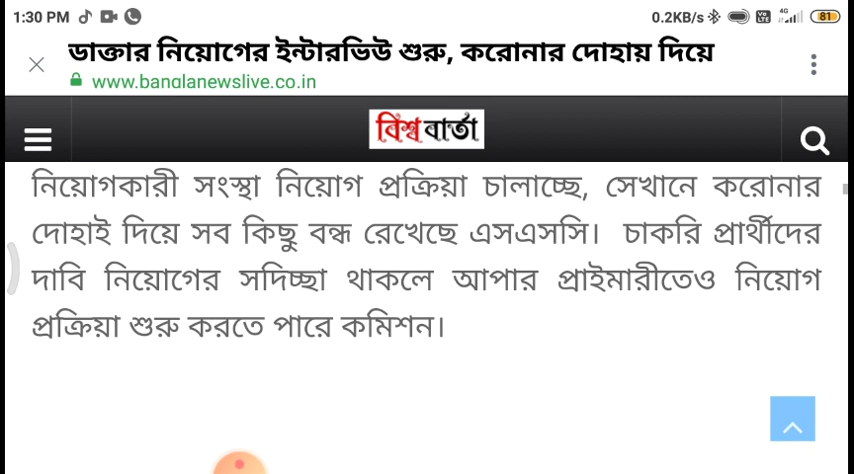 1:30 PM
0.2KB/s 4G 81
ডাক্তার নিয়োগের ইন্টারভিউ শুরু, করোনার দোহায় দিয়ে
www.banglanewslive.co.in
বিশ্ব বার্তা
নিয়োগকারী সংস্থা নিয়োগ প্রক্রিয়া চালাচ্ছে, সেখানে করোনার
দোহাই দিয়ে সব কিছু বন্ধ রেখেছে এসএসসি। চাকরি প্রার্থীদের
দাবি নিয়োগের সদিচ্ছা থাকলে আপার প্রাইমারীতেও নিয়োগ
প্রক্রিয়া শুরু করতে পারে কমিশন।